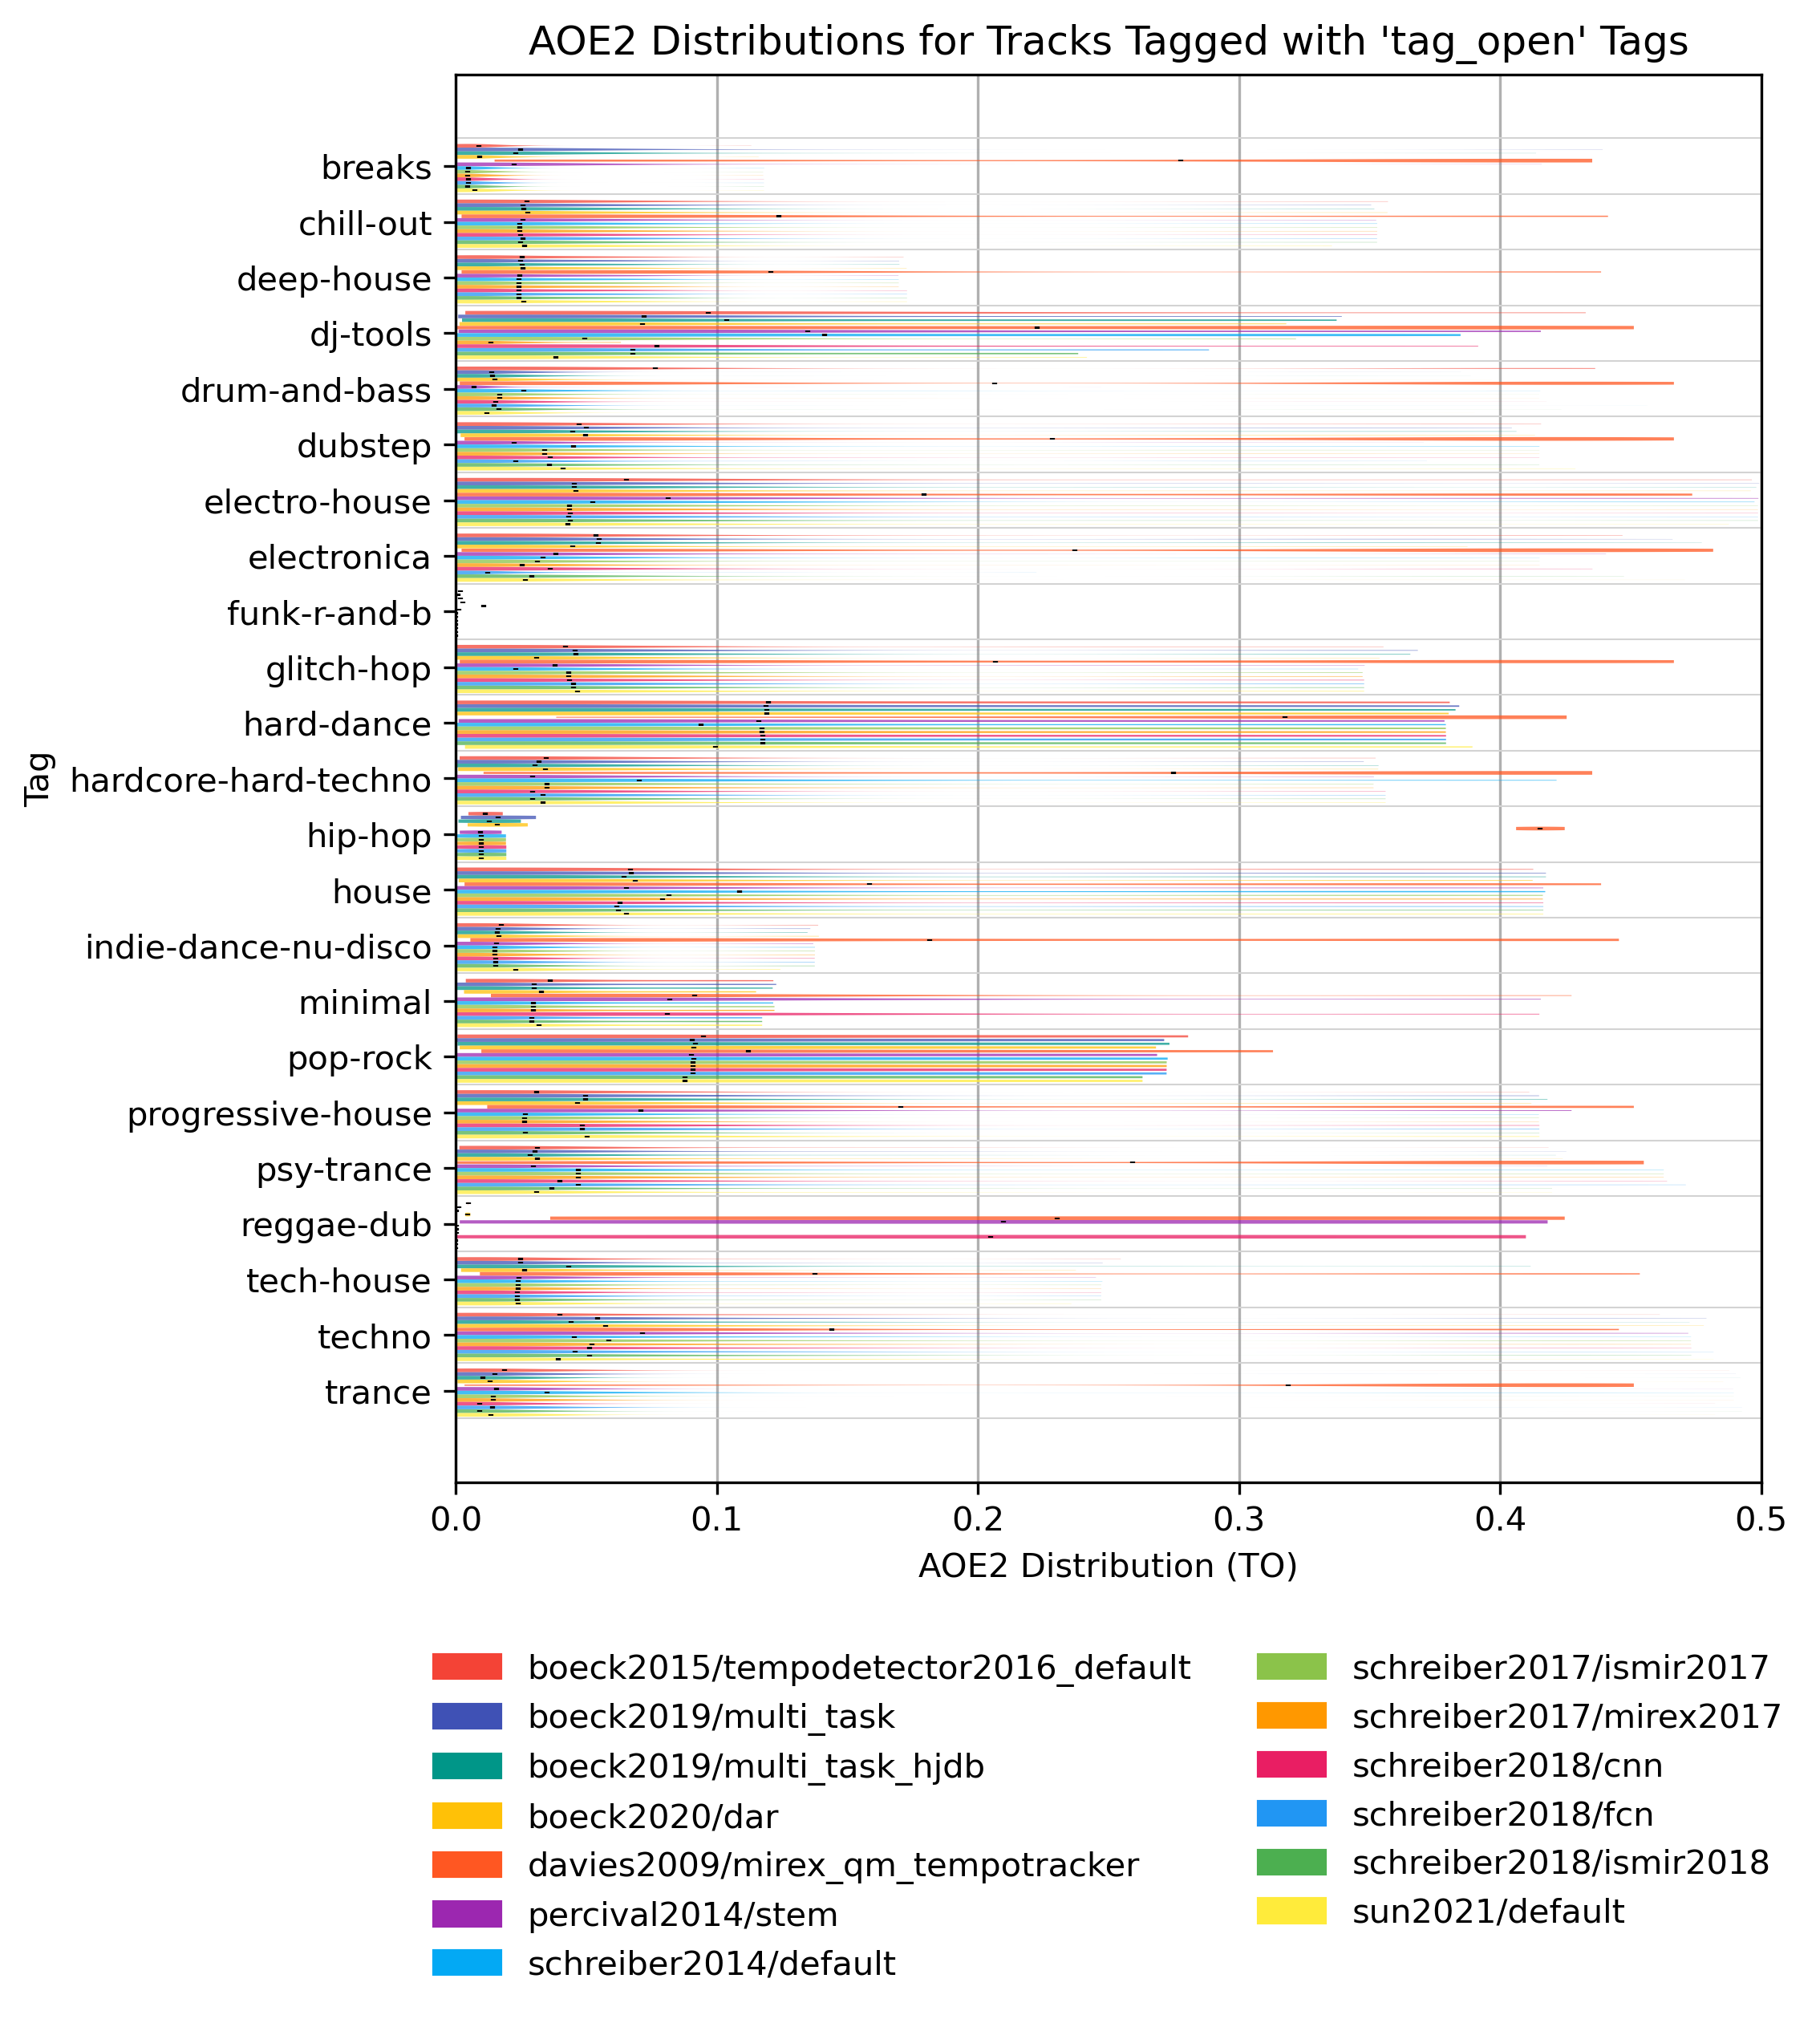 AOE2 Distributions for Tracks Tagged with 'tag_open' Tags
breaks
chill-out
deep-house
dj-tools
drum-and-bass
dubstep
electro-house
electronica
funk-r-and-b
glitch-hop
hard-dance
hardcore-hard-techno
hip-hop
house
indie-dance-nu-disco
minimal
pop-rock
progressive-house
psy-trance
reggae-dub
tech-house
techno
trance
Tag
0.0 0.1 0.2 0.3 0.4 0.5
AOE2 Distribution (TO)
boeck2015/tempodetector2016_default
boeck2019/multi_task
boeck2019/multi_task_hjdb
boeck2020/dar
davies2009/mirex_qm_tempotracker
percival2014/stem
schreiber2014/default
schreiber2017/ismir2017
schreiber2017/mirex2017
schreiber2018/cnn
schreiber2018/fcn
schreiber2018/ismir2018
sun2021/default